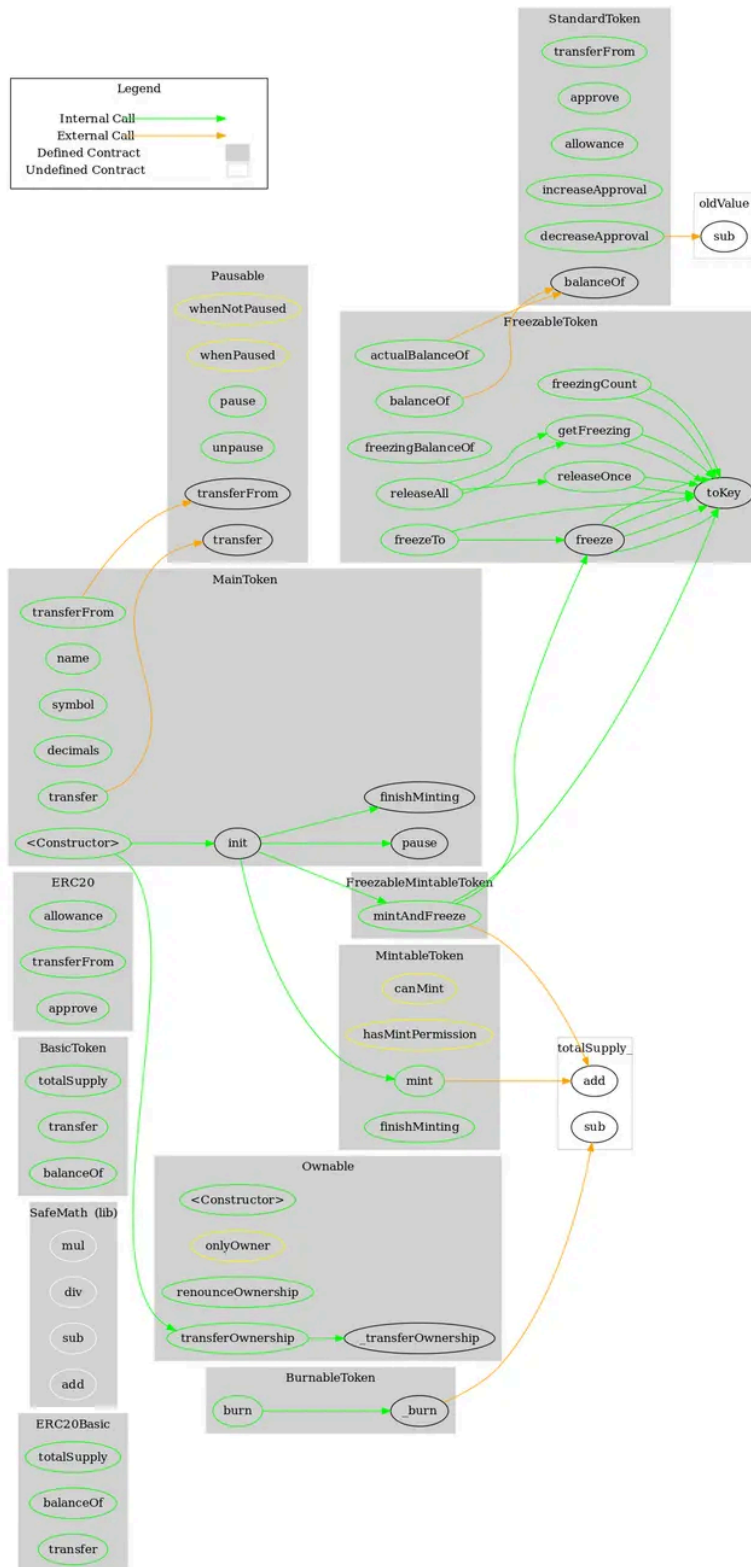 Legend
Internal Call
External Call
Defined Contract
Undefined Contract
StandardToken
transferFrom
approve
allowance
increaseApproval
decreaseApproval
balanceOf
oldValue
sub
Pausable
whenNotPaused
whenPaused
pause
unpause
transferFrom
transfer
FreezableToken
actualBalanceOf
balanceOf
freezingBalanceOf
releaseAll
freezeTo
freezingCount
getFreezing
releaseOnce
freeze
toKey
MainToken
transferFrom
name
symbol
decimals
transfer
<Constructor>
init
finishMinting
pause
FreezableMintableToken
mintAndFreeze
ERC20
allowance
transferFrom
approve
MintableToken
canMint
hasMintPermission
mint
finishMinting
totalSupply_
add
sub
BasicToken
totalSupply
transfer
balanceOf
Ownable
<Constructor>
onlyOwner
renounceOwnership
transferOwnership
_transferOwnership
SafeMath (lib)
mul
div
sub
add
BurnableToken
burn
_burn
ERC20Basic
totalSupply
balanceOf
transfer